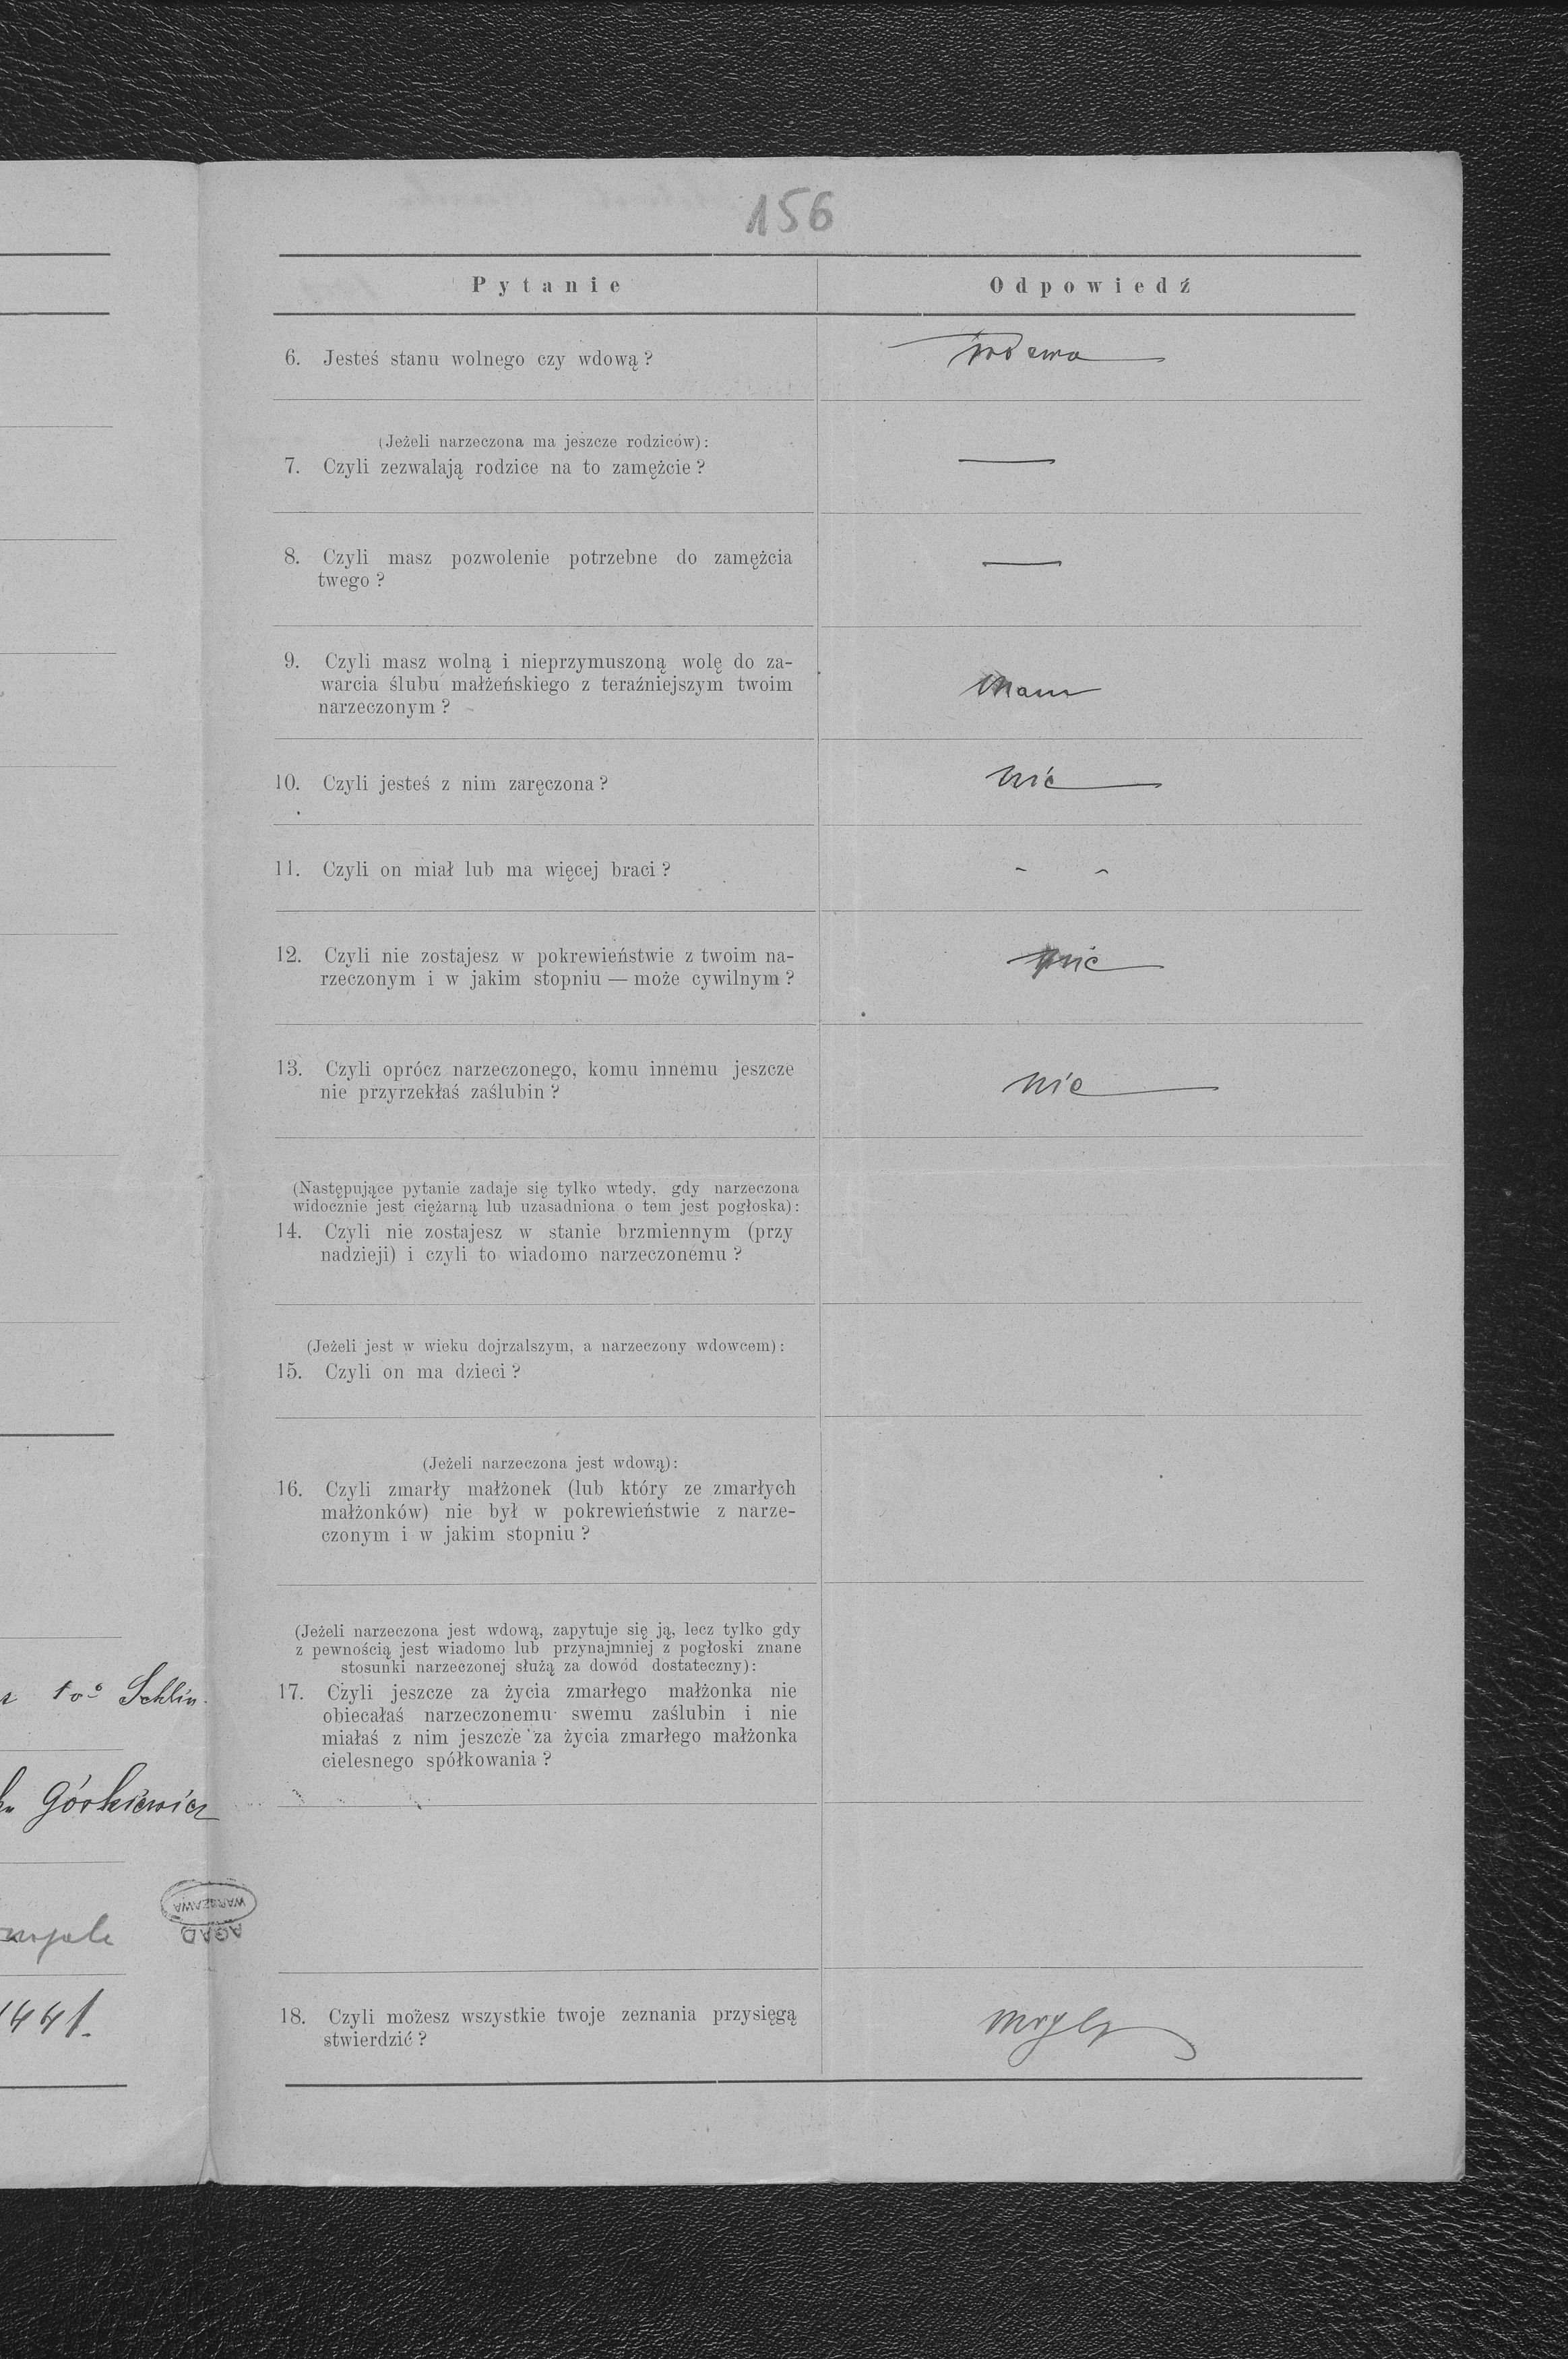 156
Pytanie
Odpowiedź
6. Jesteś stanu wolnego czy wdową?
wdowa
(Jeżeli narzeczona ma jeszcze rodziców):
7. Czyli zezwalają rodzice na to zamężcie?
—
8. Czyli masz pozwolenie potrzebne do zamężcia
twego?
—
9. Czyli masz wolną i nieprzymuszoną wolę do za-
warcia ślubu małżeńskiego z teraźniejszym twoim
narzeczonym?
Mam
10. Czyli jesteś z nim zaręczona?
nie
11. Czyli on miał lub ma więcej braci?
- -
12. Czyli nie zostajesz w pokrewieństwie z twoim na-
rzeczonym i w jakim stopniu — może cywilnym?
nie
13. Czyli oprócz narzeczonego, komu innemu jeszcze
nie przyrzekłaś zaślubin?
nie
(Następujące pytanie zadaje się tylko wtedy, gdy narzeczona
widocznie jest ciężarną lub uzasadniona o tem jest pogłoska):
14. Czyli nie zostajesz w stanie brzmiennym (przy
nadzieji) i czyli to wiadomo narzeczonemu?
(Jeżeli jest w wieku dojrzalszym, a narzeczony wdowcem):
15. Czyli on ma dzieci?
(Jeżeli narzeczona jest wdową):
16. Czyli zmarły małżonek (lub który ze zmarłych
małżonków) nie był w pokrewieństwie z narze-
czonym i w jakim stopniu?
(Jeżeli narzeczona jest wdową, zapytuje się ją, lecz tylko gdy
z pewnością jest wiadomo lub przynajmniej z pogłoski znane
stosunki narzeczonej służą za dowód dostateczny):
17. Czyli jeszcze za życia zmarłego małżonka nie
obiecałaś narzeczonemu swemu zaślubin i nie
miałaś z nim jeszcze za życia zmarłego małżonka
cielesnego spółkowania?
18. Czyli możesz wszystkie twoje zeznania przysięgą
stwierdzić?
Schlin
Górkiewicz
WARSZAWA
AGAD